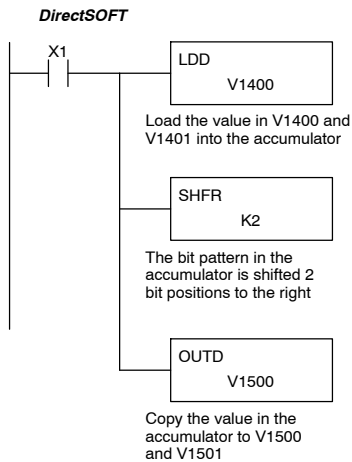 DirectSOFT
X1
LDD
V1400
Load the value in V1400 and
V1401 into the accumulator
SHFR
K2
The bit pattern in the
accumulator is shifted 2
bit positions to the right
OUTD
V1500
Copy the value in the
accumulator to V1500
and V1501